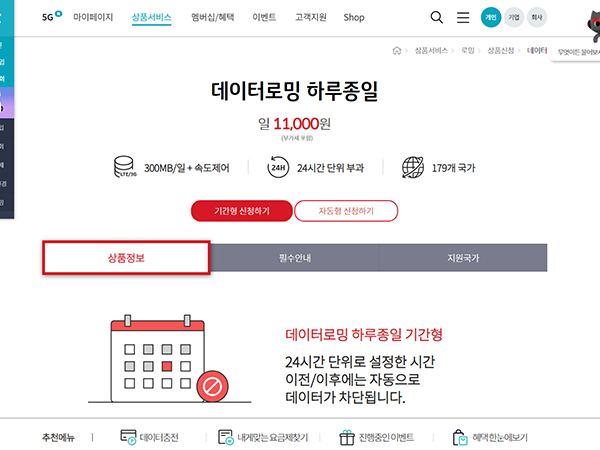 5G N 마이페이지 상품서비스 멤버십/혜택 이벤트 고객지원 Shop 개인 기업 회사
상품서비스 > 로밍 > 상품신청 > 데이터
무엇이든 물어보세
데이터로밍 하루종일
일 11,000원
(부가세 포함)
LTE/3G 300MB/일 + 속도제어 24H 24시간 단위 부과 179개 국가
기간형 신청하기 자동형 신청하기
상품정보 필수안내 지원국가
데이터로밍 하루종일 기간형
24시간 단위로 설정한 시간
이전/이후에는 자동으로
데이터가 차단됩니다.
추천메뉴 | 데이터충전 내게맞는 요금제찾기 진행중인 이벤트 혜택 한눈에보기